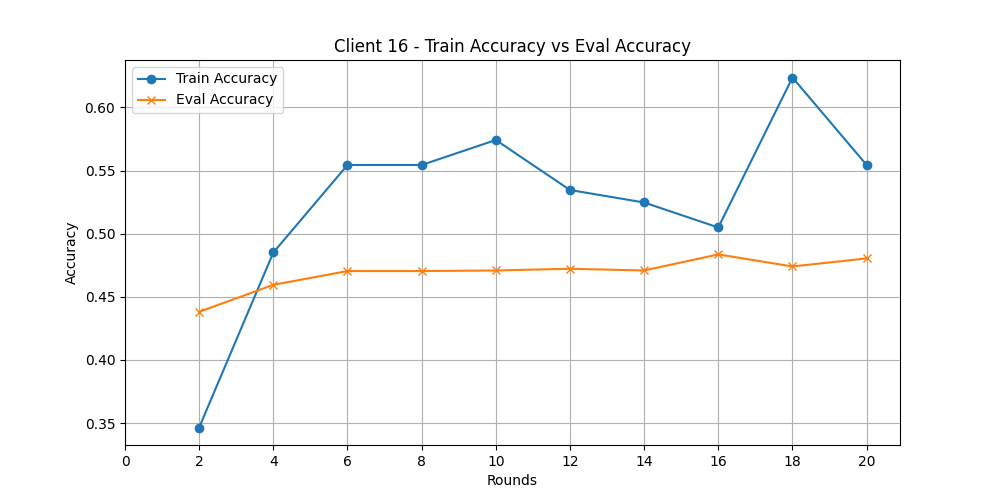 Client 16 - Train Accuracy vs Eval Accuracy
Train Accuracy
Eval Accuracy
0.60
0.55
0.50
0.45
0.40
0.35
Accuracy
0 2 4 6 8 10 12 14 16 18 20
Rounds